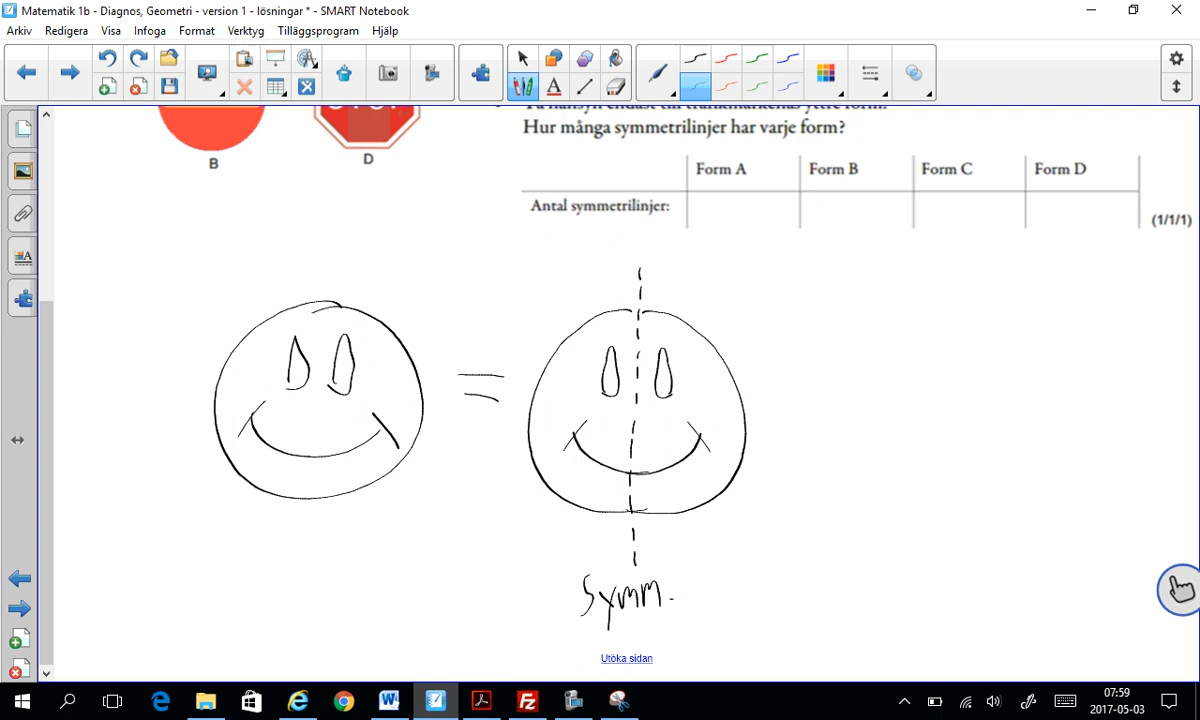 Matematik 1b - Diagnos, Geometri - version 1 - lösningar * - SMART Notebook
Arkiv Redigera Visa Infoga Format Verktyg Tilläggsprogram Hjälp
Hur många symmetrilinjer har varje form?
B
D
Form A Form B Form C Form D
Antal symmetrilinjer:
(1/1/1)
=
Symm.
Utöka sidan
07:59
2017-05-03